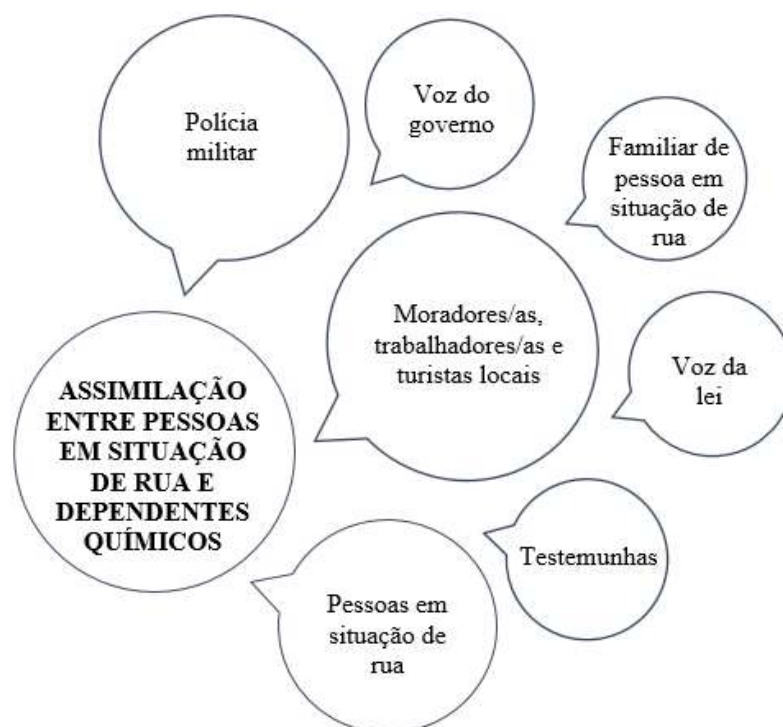 Polícia
militar
Voz do
governo
Familiar de
pessoa em
situação de
rua
Moradores/as,
trabalhadores/as e
turistas locais
Voz da
lei
ASSIMILAÇÃO
ENTRE PESSOAS
EM SITUAÇÃO
DE RUA E
DEPENDENTES
QUÍMICOS
Testemunhas
Pessoas em
situação de
rua